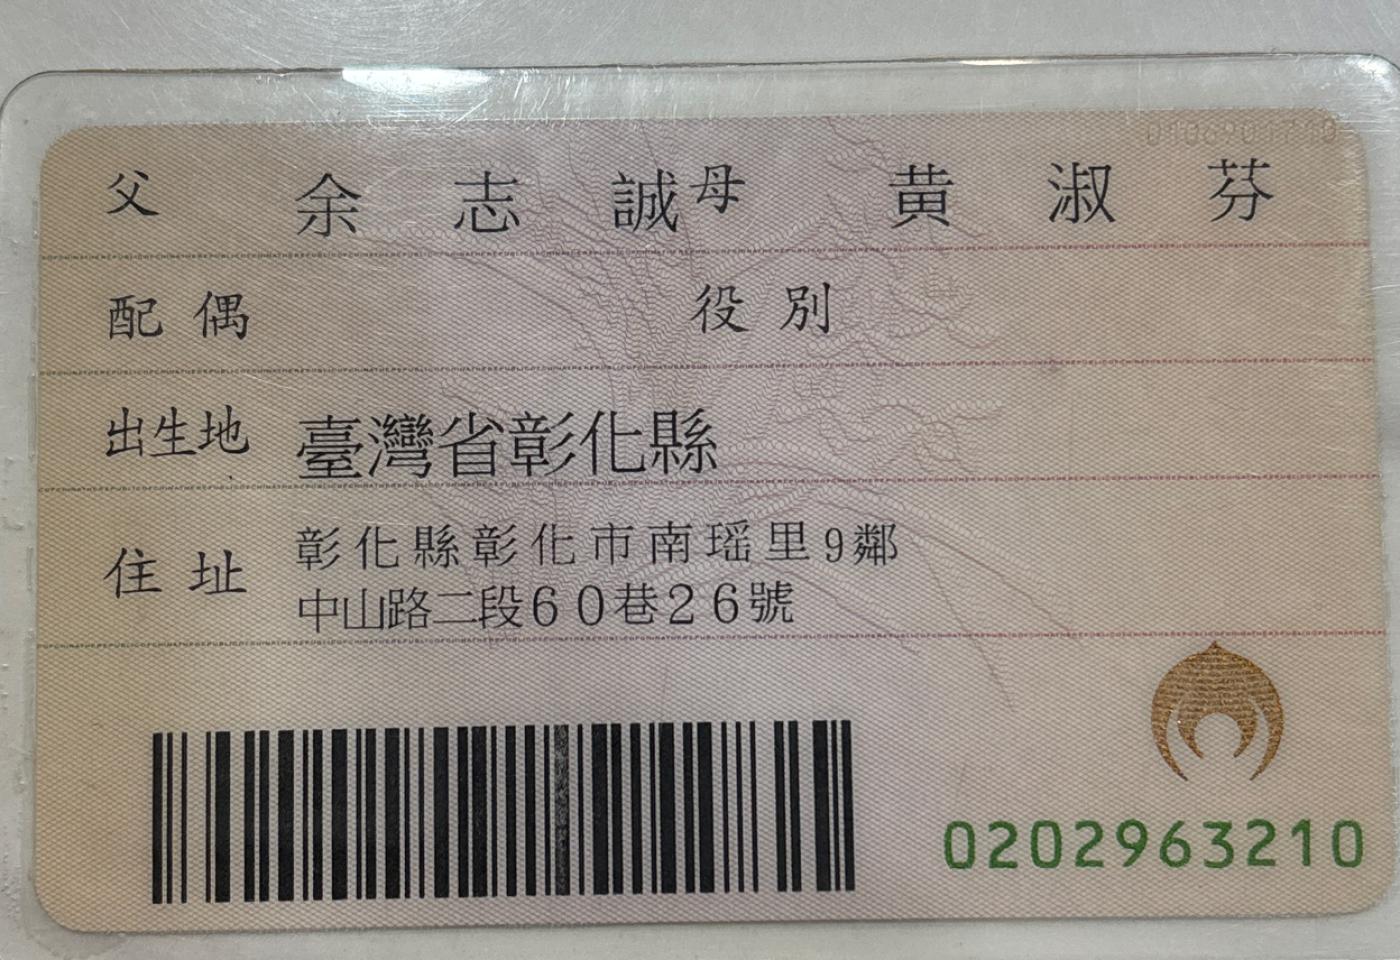 父 余志誠 母 黄淑芬
配偶 役別
出生地 臺灣省彰化縣
住址 彰化縣彰化市南瑶里9鄰
中山路二段60巷26號
0202963210